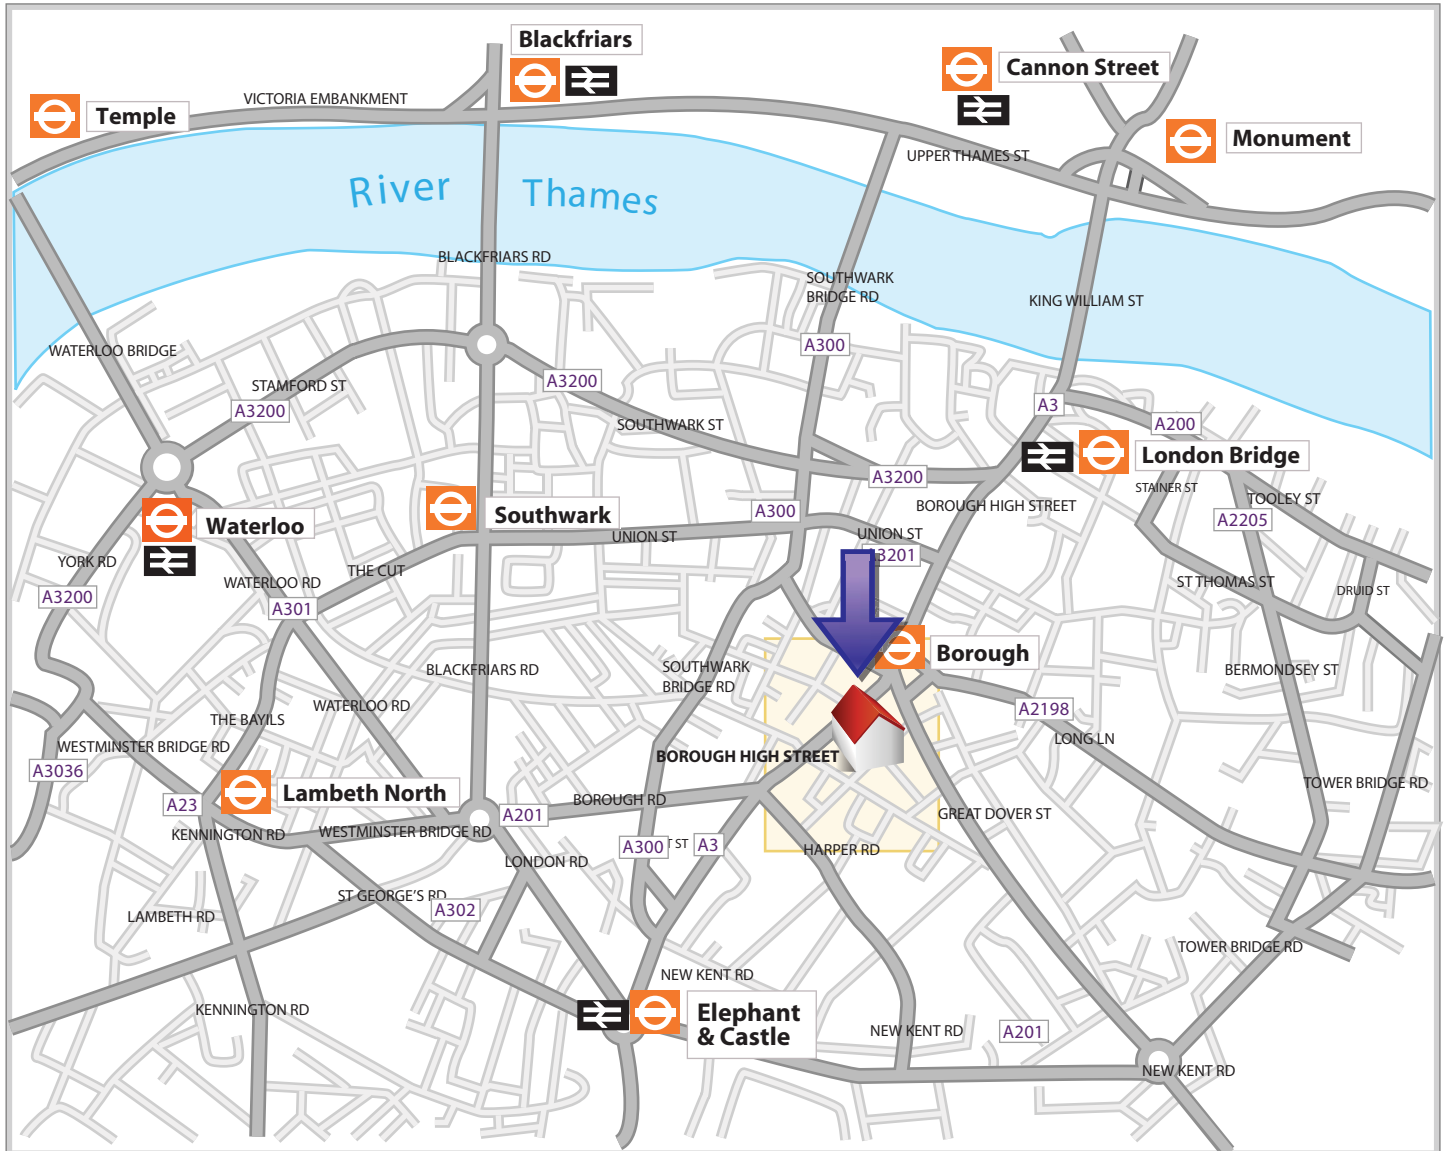 Blackfriars
Cannon Street
VICTORIA EMBANKMENT
Temple
Monument
UPPER THAMES ST
River Thames
BLACKFRIARS RD
SOUTHWARK
BRIDGE RD
KING WILLIAM ST
WATERLOO BRIDGE
A300
STAMFORD ST
A3200
A3200
A3
A200
SOUTHWARK ST
London Bridge
A3200
STAINER ST
TOOLEY ST
BOROUGH HIGH STREET
A300
A2205
Southwark
Waterloo
UNION ST
UNION ST
A3201
YORK RD
THE CUT
WATERLOO RD
ST THOMAS ST
DRUID ST
A3200
A301
Borough
SOUTHWARK
BRIDGE RD
BLACKFRIARS RD
BERMONDSEY ST
WATERLOO RD
A2198
THE BAYILS
LONG LN
WESTMINSTER BRIDGE RD
BOROUGH HIGH STREET
A3036
TOWER BRIDGE RD
Lambeth North
A23
BOROUGH RD
A201
GREAT DOVER ST
KENNINGTON RD
WESTMINSTER BRIDGE RD
A300
T ST
A3
HARPER RD
LONDON RD
ST GEORGE'S RD
A302
LAMBETH RD
TOWER BRIDGE RD
NEW KENT RD
KENNINGTON RD
Elephant
& Castle
NEW KENT RD
A201
NEW KENT RD